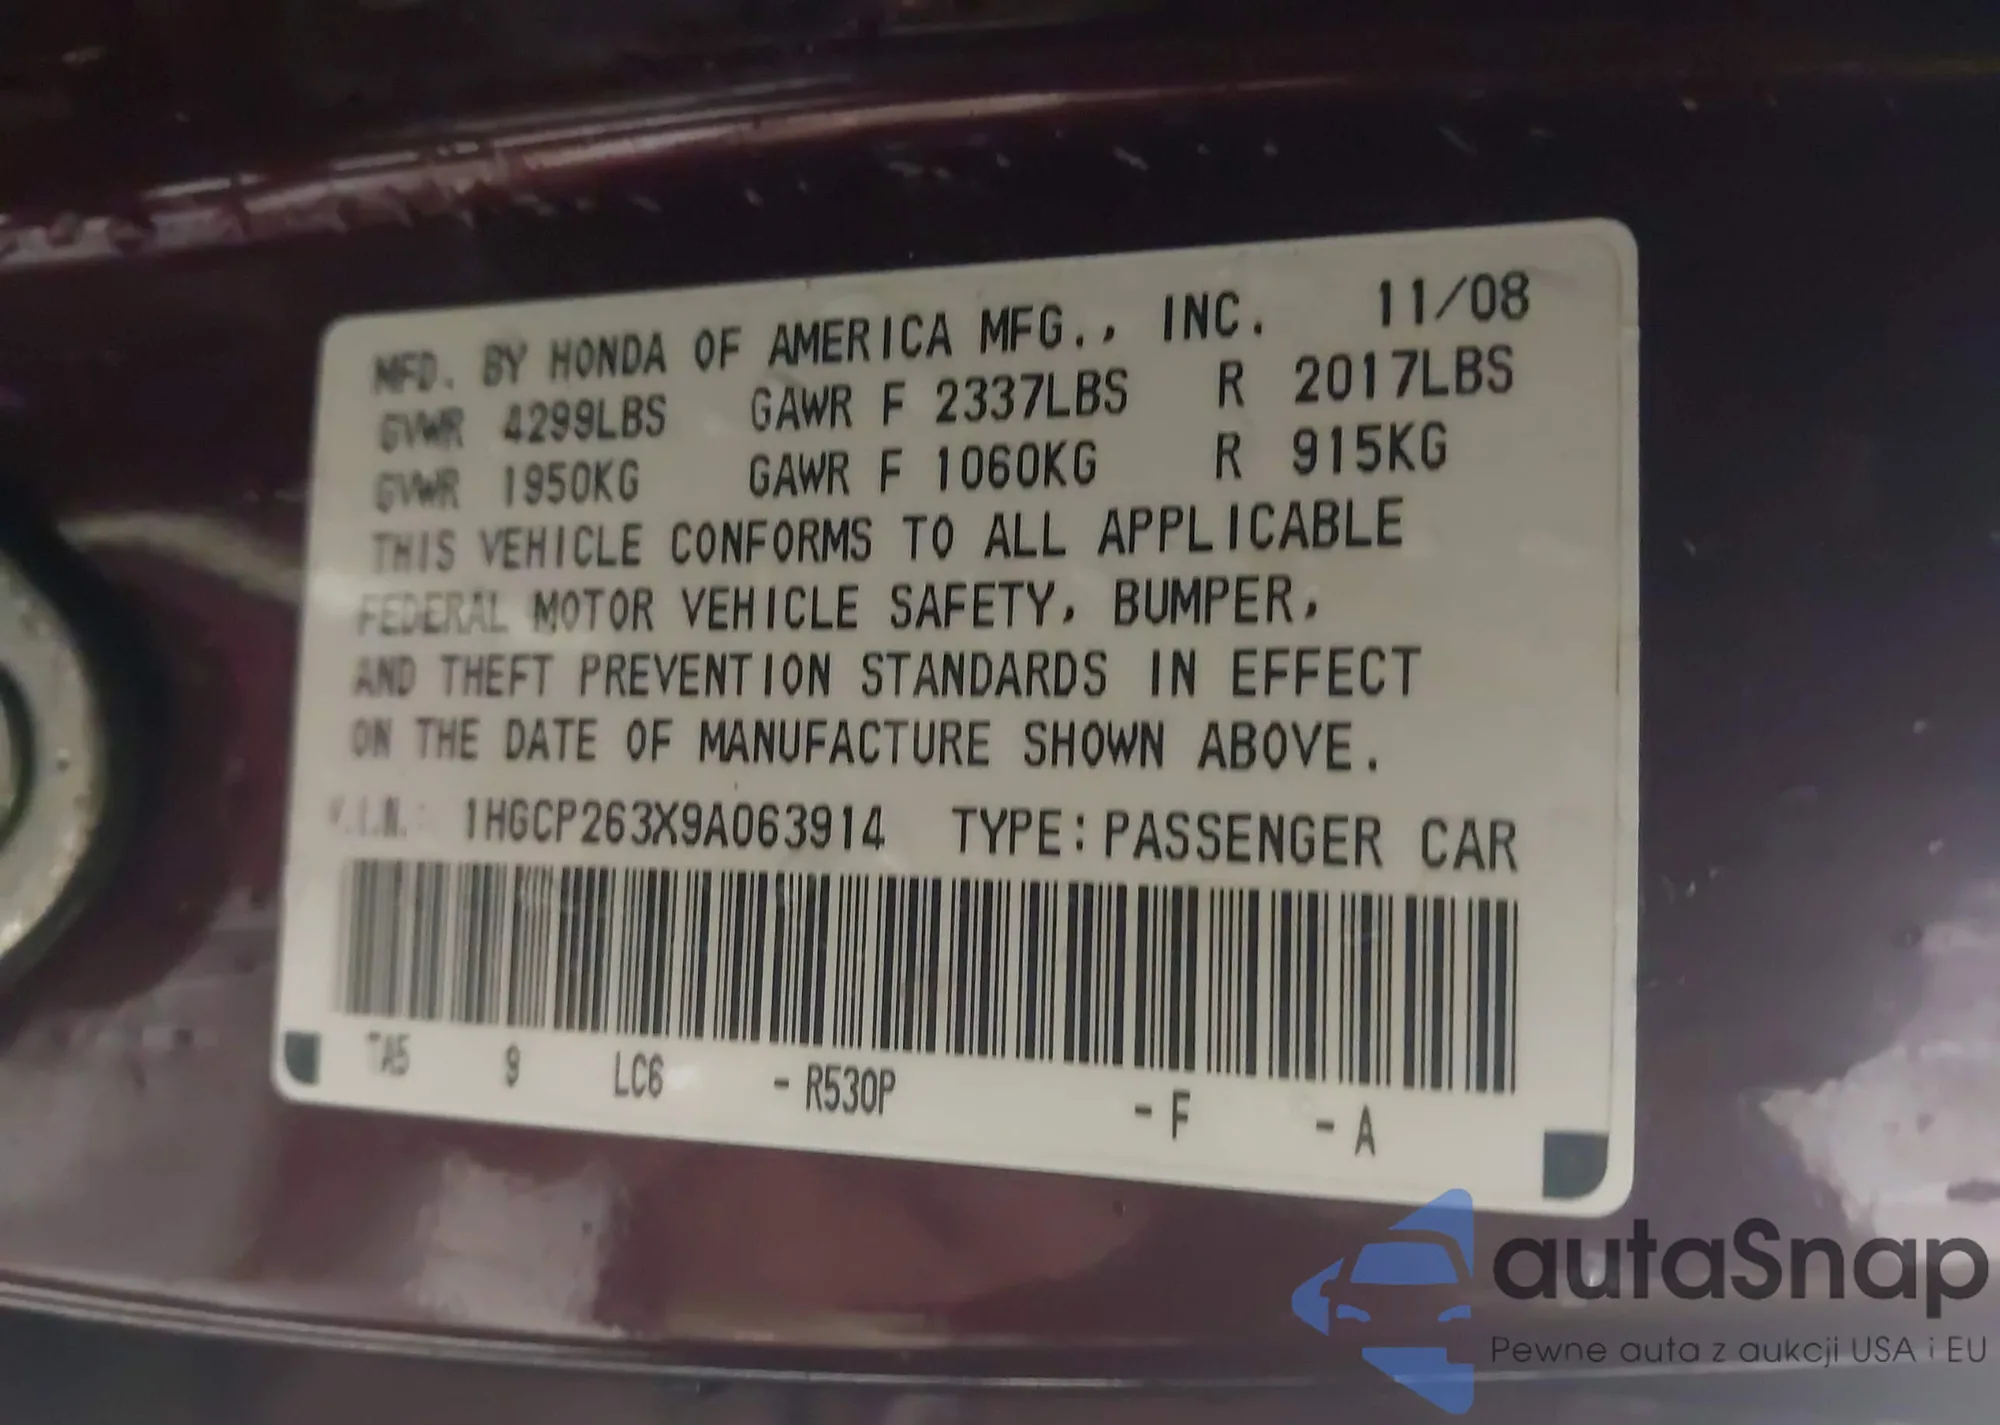 MFD. BY HONDA OF AMERICA MFG., INC. 11/08
GVWR 4299LBS GAWR F 2337LBS R 2017LBS
GVWR 1950KG GAWR F 1060KG R 915KG
THIS VEHICLE CONFORMS TO ALL APPLICABLE
FEDERAL MOTOR VEHICLE SAFETY, BUMPER,
AND THEFT PREVENTION STANDARDS IN EFFECT
ON THE DATE OF MANUFACTURE SHOWN ABOVE.
V.I.N.: 1HGCP263X9A063914 TYPE: PASSENGER CAR
TA5 9 LC6 - R530P - F - A
autaSnap
Pewne auta z aukcji USA i EU